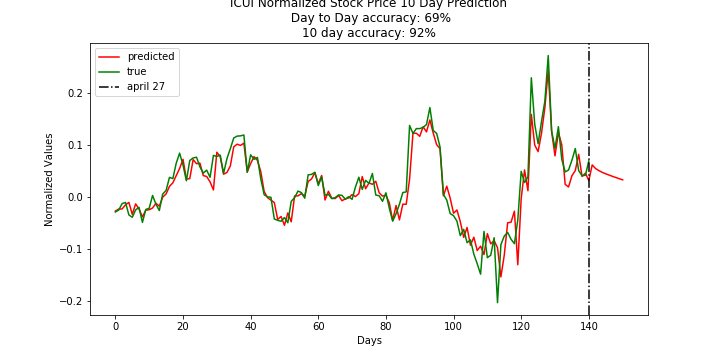 ICUI Normalized Stock Price 10 Day Prediction
Day to Day accuracy: 69%
10 day accuracy: 92%
predicted
true
april 27
Normalized Values
0.2
0.1
0.0
−0.1
−0.2
0 20 40 60 80 100 120 140
Days